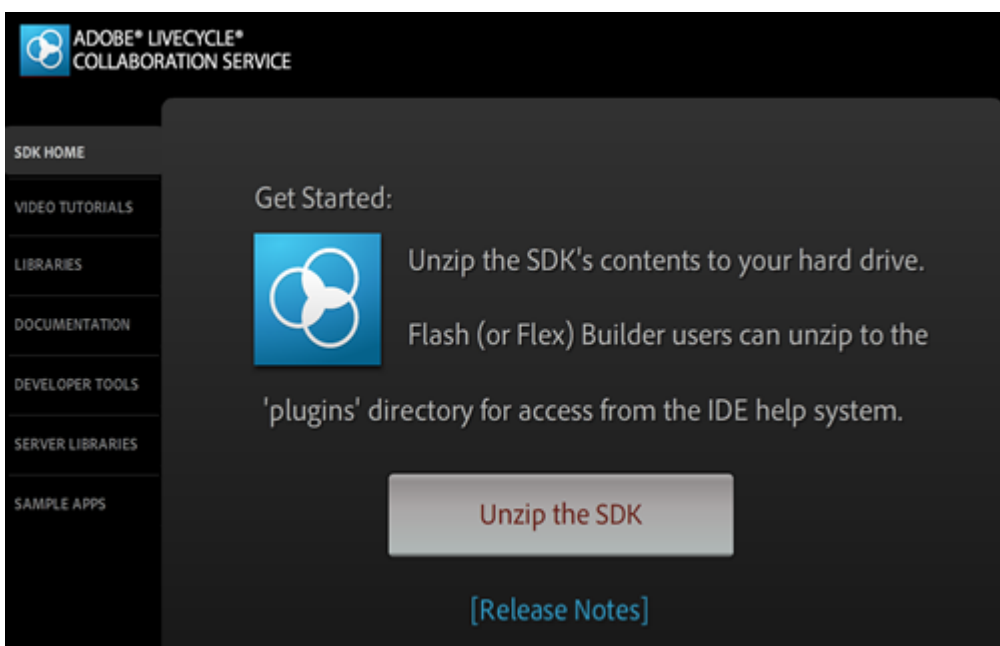 ADOBE® LIVECYCLE®
COLLABORATION SERVICE
SDK HOME
VIDEO TUTORIALS
LIBRARIES
DOCUMENTATION
DEVELOPER TOOLS
SERVER LIBRARIES
SAMPLE APPS
Get Started:
Unzip the SDK's contents to your hard drive.
Flash (or Flex) Builder users can unzip to the
'plugins' directory for access from the IDE help system.
Unzip the SDK
[Release Notes]